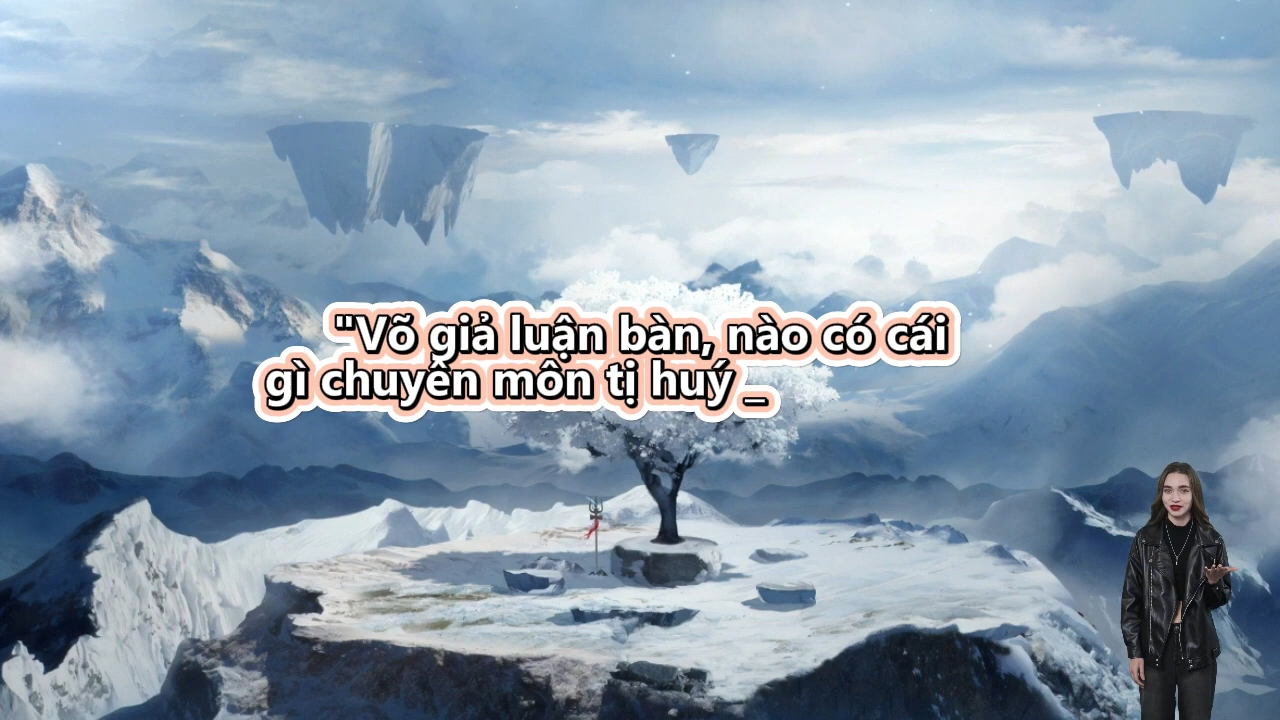 "Võ giả luận bàn, nào có cái
gì chuyên môn tị huý _